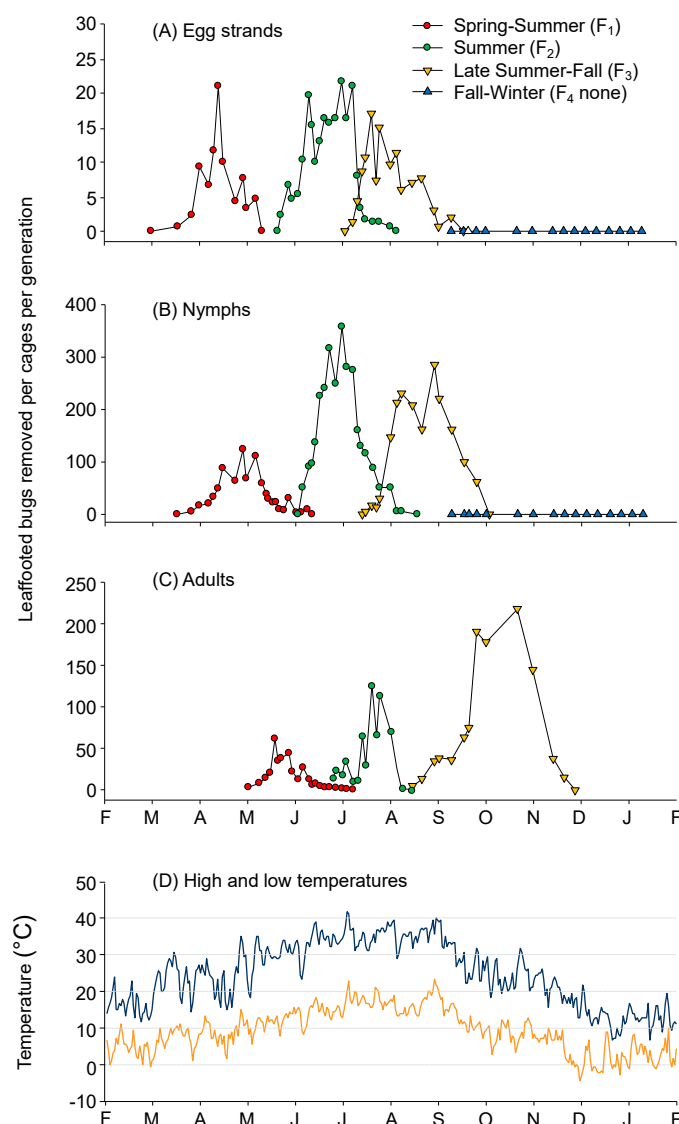 Leaffooted bugs removed per cages per generation
(A) Egg strands
Spring-Summer (F₁)
Summer (F₂)
Late Summer-Fall (F₃)
Fall-Winter (F₄ none)
30
25
20
15
10
5
0
(B) Nymphs
400
300
200
100
0
(C) Adults
250
200
150
100
50
0
F M A M J J A S O N D J F
(D) High and low temperatures
Temperature (°C)
50
40
30
20
10
0
-10
F M A M J J A S O N D J F